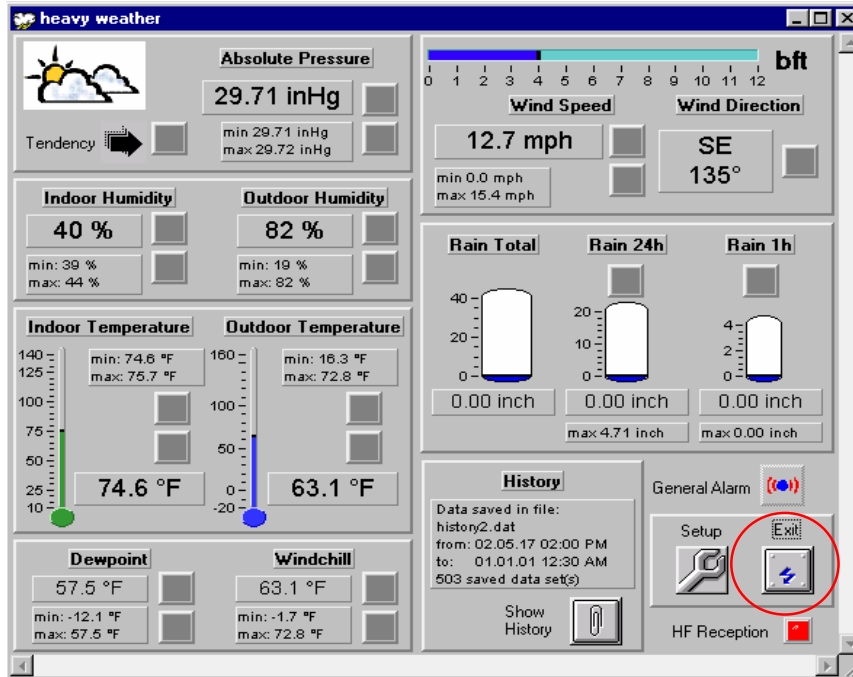 heavy weather
Absolute Pressure
29.71 inHg
Tendency
min 29.71 inHg
max 29.72 inHg
0 1 2 3 4 5 6 7 8 9 10 11 12
bft
Wind Speed
Wind Direction
12.7 mph
SE
135°
min 0.0 mph
max 15.4 mph
Indoor Humidity
Outdoor Humidity
40 %
82 %
min: 39 %
max: 44 %
min: 19 %
max: 82 %
Rain Total
Rain 24h
Rain 1h
40
20
0
20
10
0
4
2
0
0.00 inch
0.00 inch
0.00 inch
max 4.71 inch
max 0.00 inch
Indoor Temperature
Outdoor Temperature
140
125
100
75
50
25
10
min: 74.6 °F
max: 75.7 °F
74.6 °F
160
100
50
0
-20
min: 16.3 °F
max: 72.8 °F
63.1 °F
Dewpoint
Windchill
57.5 °F
63.1 °F
min: -12.1 °F
max: 57.5 °F
min: -1.7 °F
max: 72.8 °F
History
Data saved in file:
history2.dat
from: 02.05.17 02:00 PM
to: 01.01.01 12:30 AM
503 saved data set(s)
Show
History
General Alarm
Setup
Exit
HF Reception